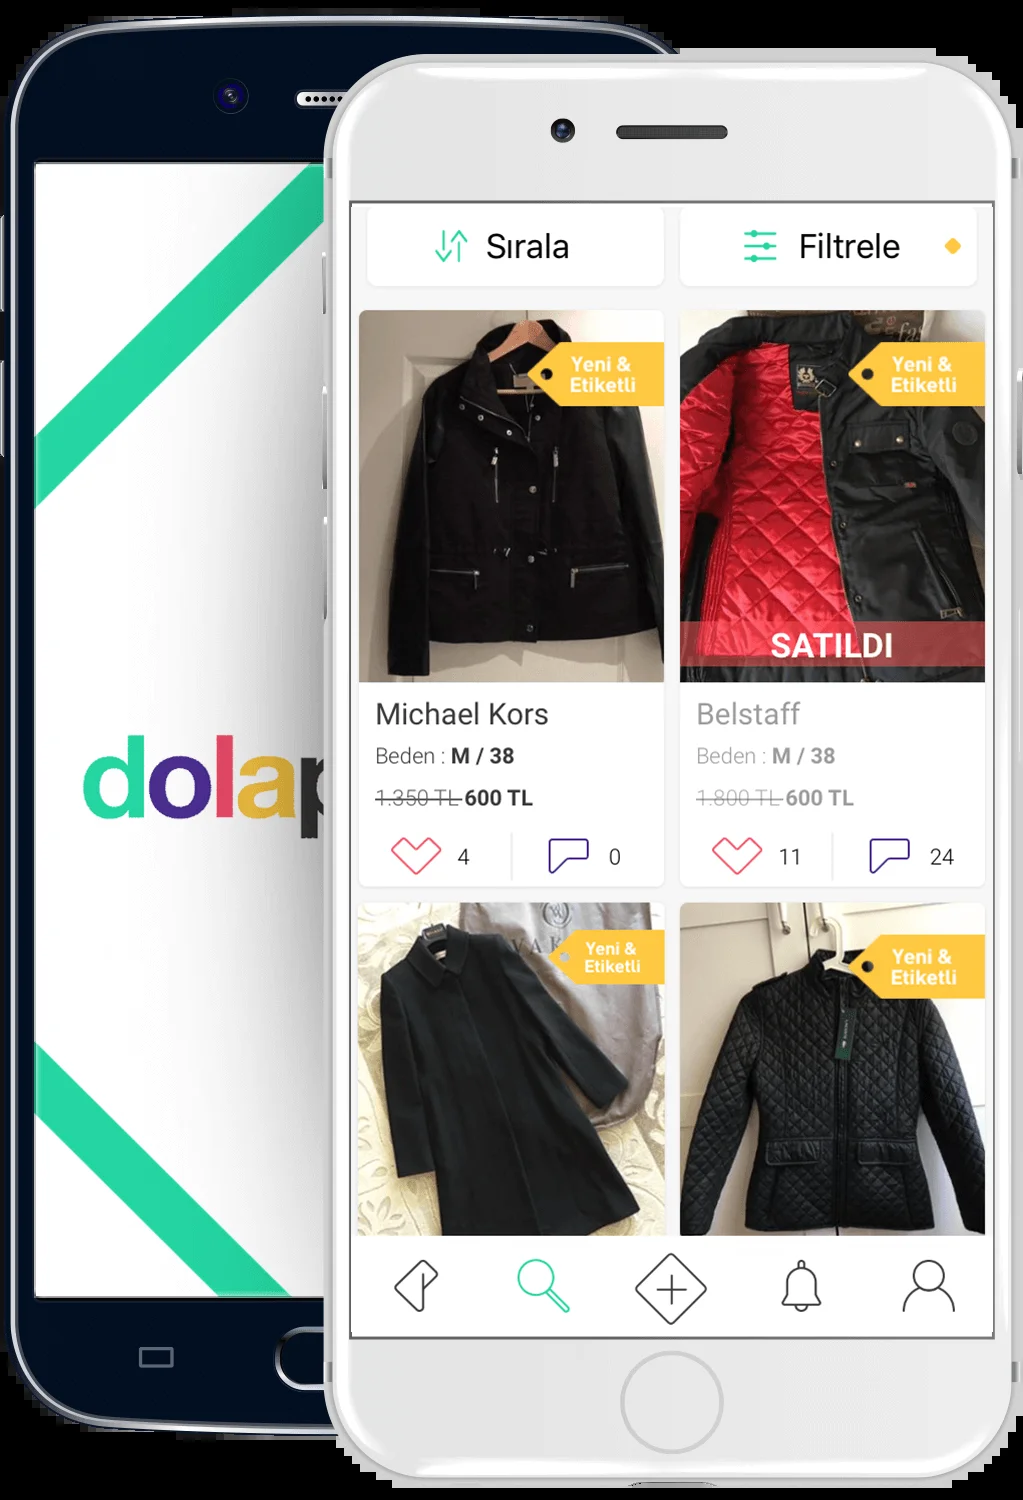 dolap
Sırala
Filtrele
Yeni &
Etiketli
Yeni &
Etiketli
SATILDI
Michael Kors
Beden : M / 38
1.350 TL 600 TL
4
0
Belstaff
Beden : M / 38
1.800 TL 600 TL
11
24
Yeni &
Etiketli
Yeni &
Etiketli